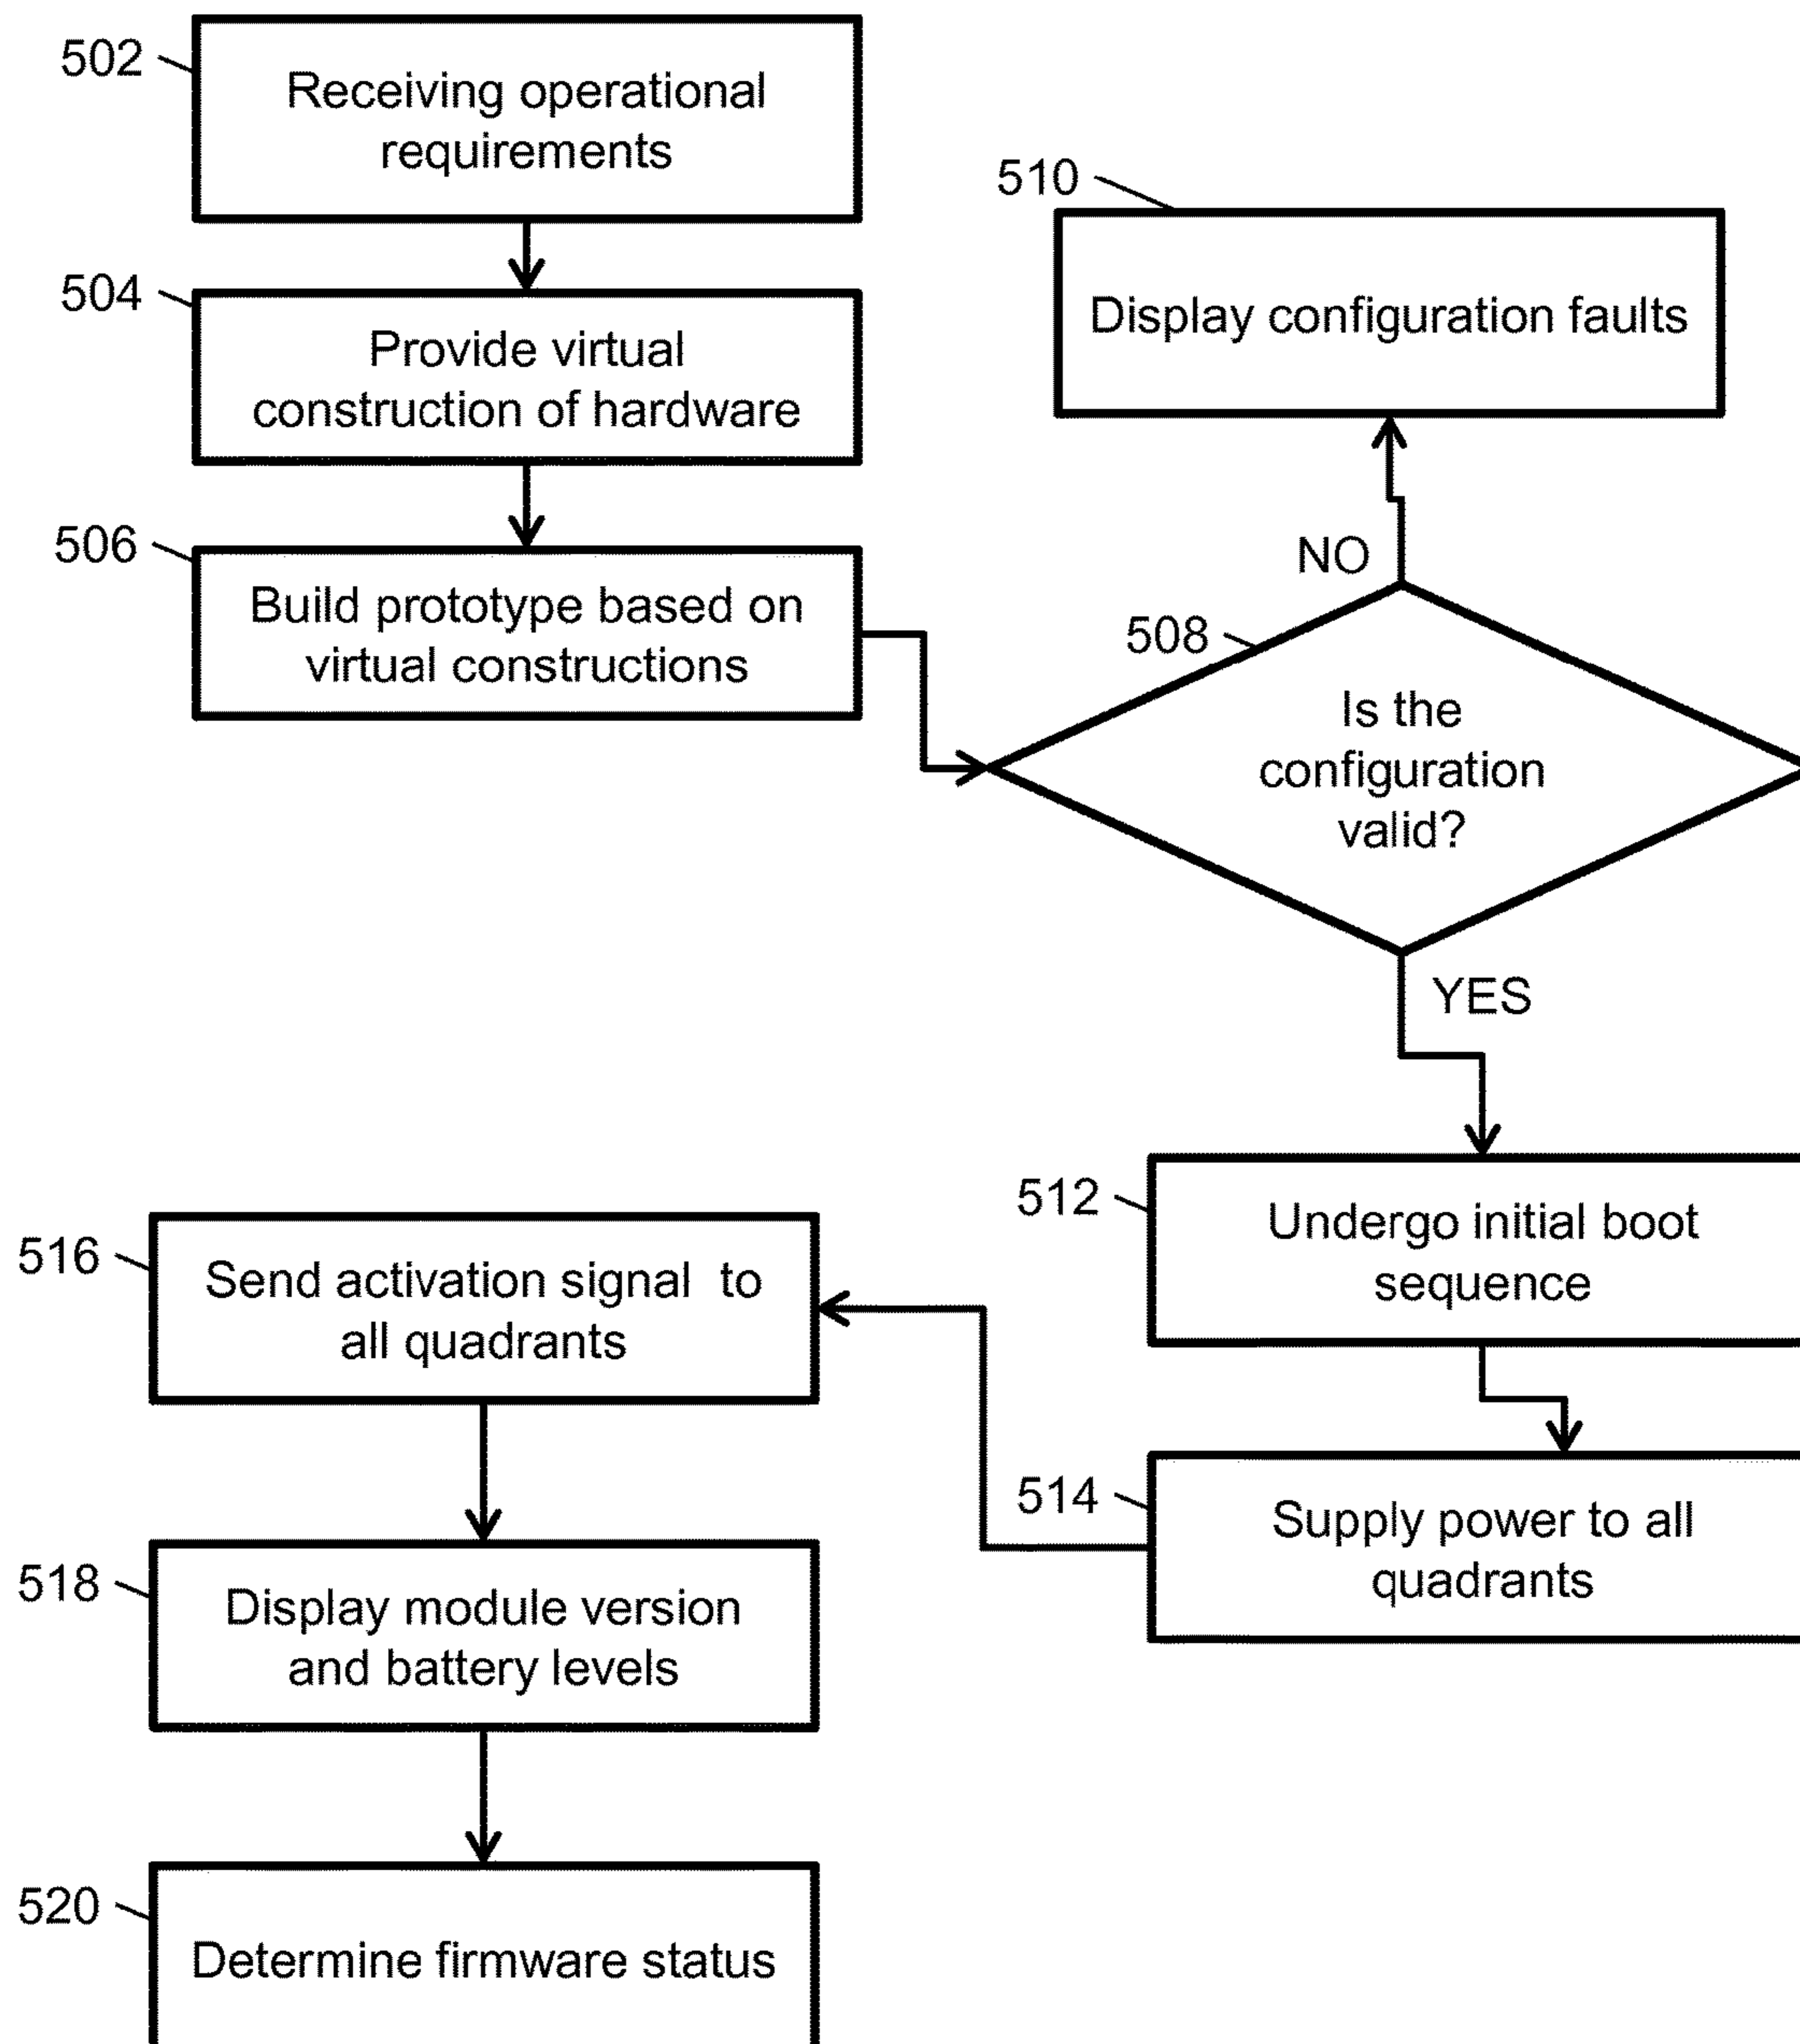 502
Receiving operational
requirements
504
Provide virtual
construction of hardware
506
Build prototype based on
virtual constructions
510
Display configuration faults
NO
508
Is the
configuration
valid?
YES
512
Undergo initial boot
sequence
514
Supply power to all
quadrants
516
Send activation signal  to
all quadrants
518
Display module version
and battery levels
520
Determine firmware status